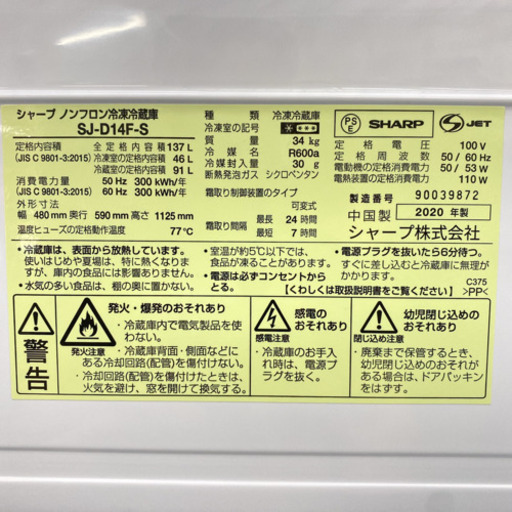 シャープ ノンフロン冷凍冷蔵庫
SJ-D14F-S
定格内容積 全定格内容積 137 L
(JIS C 9801-3:2015) 冷凍室の定格内容積 46 L
冷蔵室の定格内容積 91 L
消費電力量 50 Hz 300 kWh/年
(JIS C 9801-3:2015) 60 Hz 300 kWh/年
外形寸法
幅 480 mm 奥行 590 mm 高さ 1125 mm
温度ヒューズの定格動作温度 77℃
種類 冷凍冷蔵庫
冷凍室の記号
質量 34 kg
冷媒名 R600a
冷媒封入量 30 g
断熱発泡ガス シクロペンタン
霜取り制御装置のタイプ
可変式
霜取り間隔 最長 24 時間
最短 7 時間
PS
E
SHARP
JET
定格電圧 100 V
定格周波数 50 / 60 Hz
電動機の定格消費電力 50 / 53 W
電熱装置の定格消費電力 110 W
製造番号 90039872
中国製 2020 年製
シャープ株式会社
C375
>PP<
・冷蔵庫は、表面から放熱しています。
使いはじめや夏場は、特に熱くなりま
すが、庫内の食品には影響ありません。
・水気の多い食品は、棚の奥に置かない。
・室温が約5℃以下では、
食品が凍ることがあります。
・電源は必ずコンセントから
とる。
・電源プラグを抜いたら6分待つ。
すぐに差し込むと冷蔵庫に無理が
かかります。
【くわしくは取扱説明書をご覧ください】
警告
発火注意
発火・爆発のおそれあり
・冷蔵庫内で電気製品を使
わない。
・冷蔵庫背面・側面などに
ある冷却回路(配管)を傷付けない。
・冷却回路(配管)を傷付けたときは、
火気を避け、窓を開けて換気する。
感電注意
感電の
おそれあり
・冷蔵庫のお手入
れ時は、電源プ
ラグを抜く。
閉じ込め注意
幼児閉じ込めの
おそれあり
・廃棄まで保管するとき、
幼児閉じ込めのおそれが
ある場合は、ドアパッキン
をはずす。